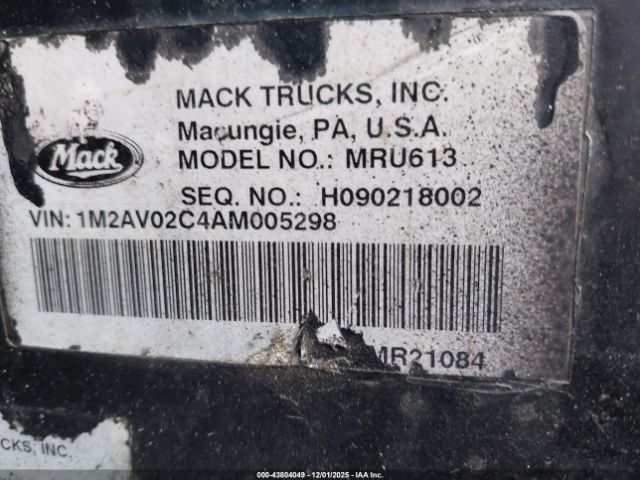 MACK TRUCKS, INC.
Macungie, PA, U.S.A.
Mack
MODEL NO.: MRU613
SEQ. NO.: H090218002
VIN: 1M2AV02C4AM005298
MR21084
CKS, INC.
000-43804049 - 12/01/2025 - IAA Inc.